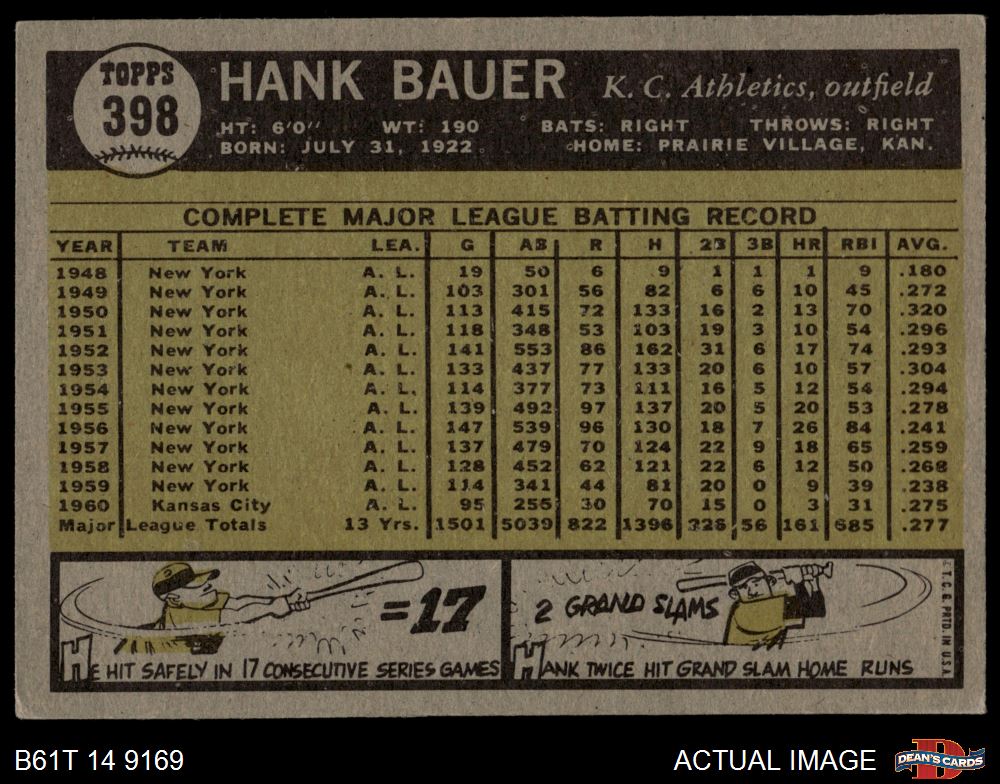 TOPPS
398
HANK BAUER K. C. Athletics, outfield
HT: 6'0" WT: 190 BATS: RIGHT THROWS: RIGHT
BORN: JULY 31, 1922 HOME: PRAIRIE VILLAGE, KAN.
COMPLETE MAJOR LEAGUE BATTING RECORD
YEAR TEAM LEA. G AB R H 2B 3B HR RBI AVG.
1948 New York A. L. 19 50 6 9 1 1 1 9 .180
1949 New York A. L. 103 301 56 82 6 6 10 45 .272
1950 New York A. L. 113 415 72 133 16 2 13 70 .320
1951 New York A. L. 118 348 53 103 19 3 10 54 .296
1952 New York A. L. 141 553 86 162 31 6 17 74 .293
1953 New York A. L. 133 437 77 133 20 6 10 57 .304
1954 New York A. L. 114 377 73 111 16 5 12 54 .294
1955 New York A. L. 139 492 97 137 20 5 20 53 .278
1956 New York A. L. 147 539 96 130 18 7 26 84 .241
1957 New York A. L. 137 479 70 124 22 9 18 65 .259
1958 New York A. L. 128 452 62 121 22 6 12 50 .268
1959 New York A. L. 114 341 44 81 20 0 9 39 .238
1960 Kansas City A. L. 95 255 30 70 15 0 3 31 .275
Major League Totals 13 Yrs. 1501 5039 822 1396 226 56 161 685 .277
=17
HE HIT SAFELY IN 17 CONSECUTIVE SERIES GAMES
2 GRAND SLAMS
HANK TWICE HIT GRAND SLAM HOME RUNS
©T. C. G. PRTD. IN U.S.A.
B61T 14 9169
ACTUAL IMAGE
DEAN'S CARDS